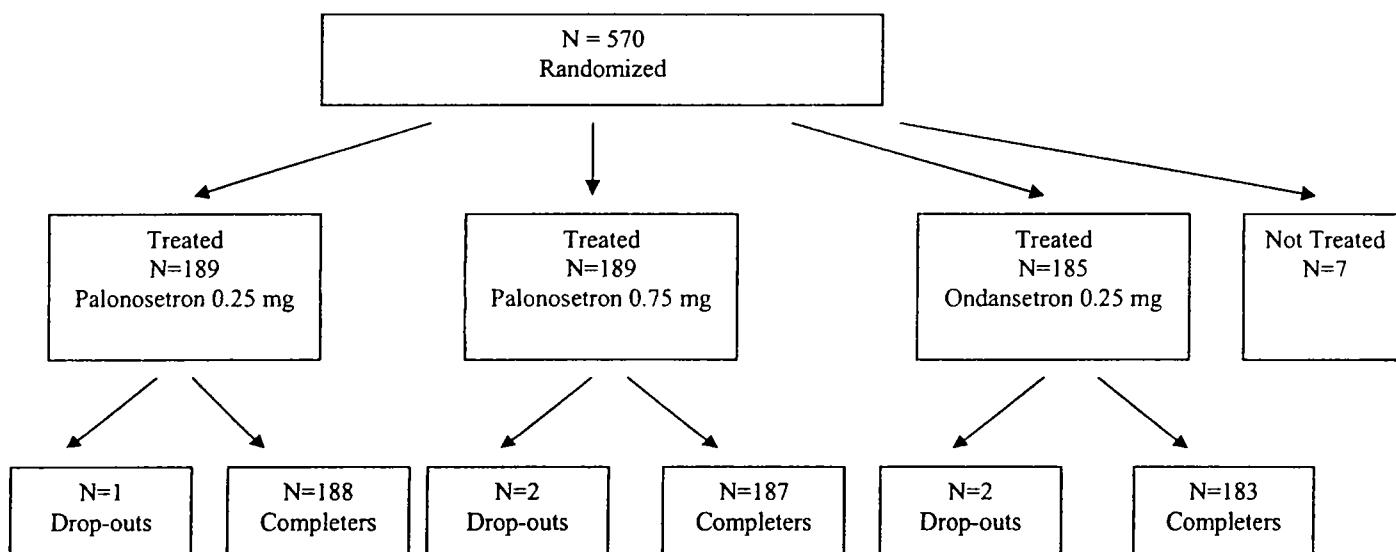 N = 570
Randomized
Treated
N=189
Palonosetron 0.25 mg
Treated
N=189
Palonosetron 0.75 mg
Treated
N=185
Ondansetron 0.25 mg
Not Treated
N=7
N=1
Drop-outs
N=188
Completers
N=2
Drop-outs
N=187
Completers
N=2
Drop-outs
N=183
Completers